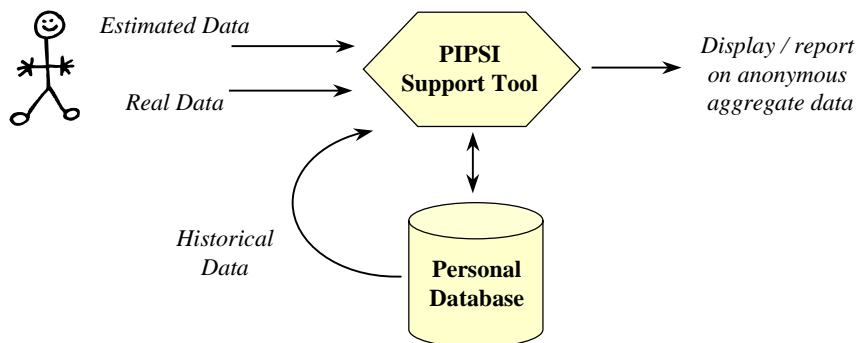 Estimated Data
Real Data
PIPSI
Support Tool
Display / report
on anonymous
aggregate data
Historical
Data
Personal
Database